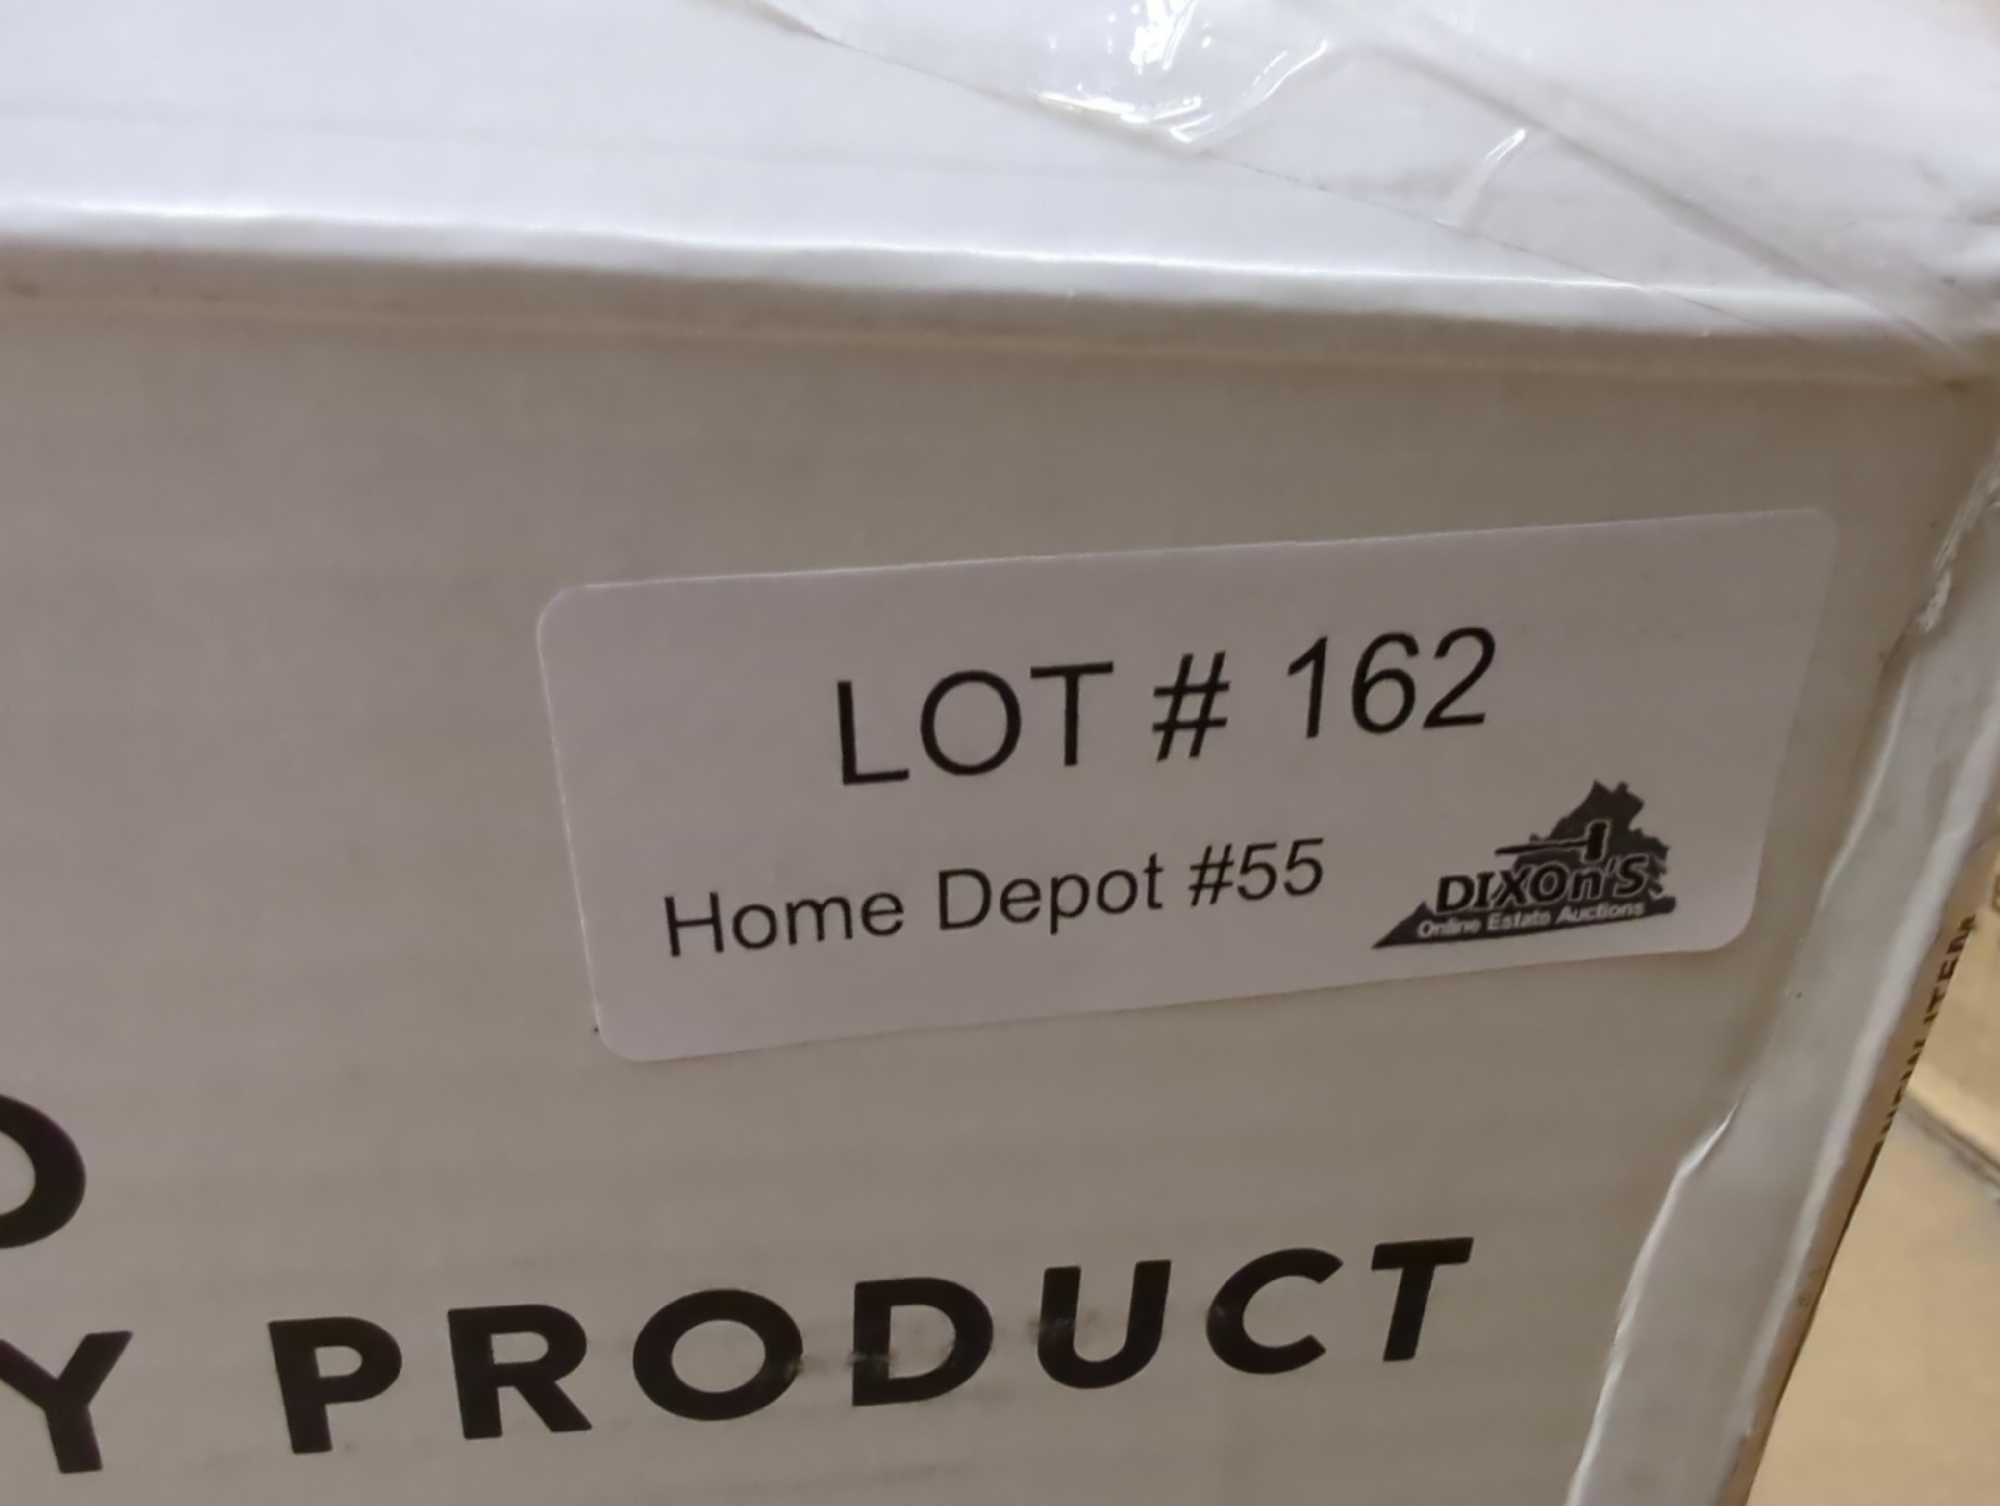 LOT # 162
Home Depot #55
DIXOn'S
Online Estate Auctions
PRODUCT